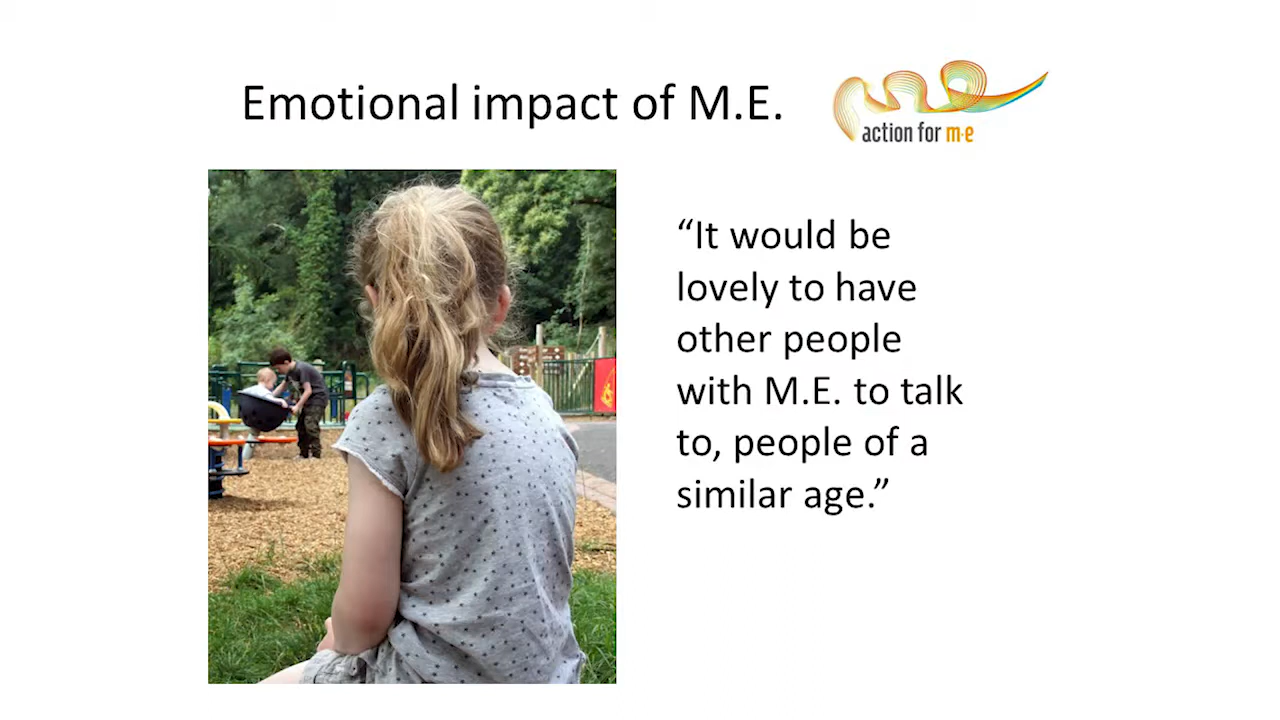 Emotional impact of M.E.
action for m·e
“It would be
lovely to have
other people
with M.E. to talk
to, people of a
similar age.”